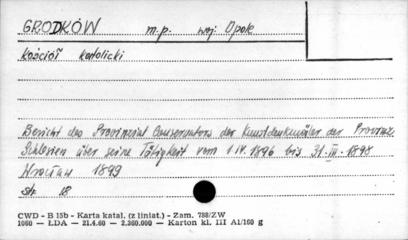 GRODKÓW m.p. woj: Opole
Kościół katolicki
Bericht des Provinzial Conservators der Kunstdenkmäler der Provinz
Schlesien über seine Tätigkeit vom 1 IV. 1896 bis 31. III. 1898
Wrocław 1899
str. 18
CWD - B 15b - Karta katal. (z liniat.) - Zam. 788/ZW
1060 — LDA — 21.4.60 — 2.360.000 — Karton kl. III A1/160 g